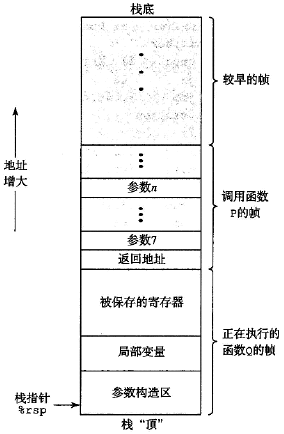 栈底
较早的帧
地址
增大
参数n
调用函数
P的帧
参数7
返回地址
被保存的寄存器
正在执行的
函数Q的帧
局部变量
栈指针
%rsp
参数构造区
栈“顶”